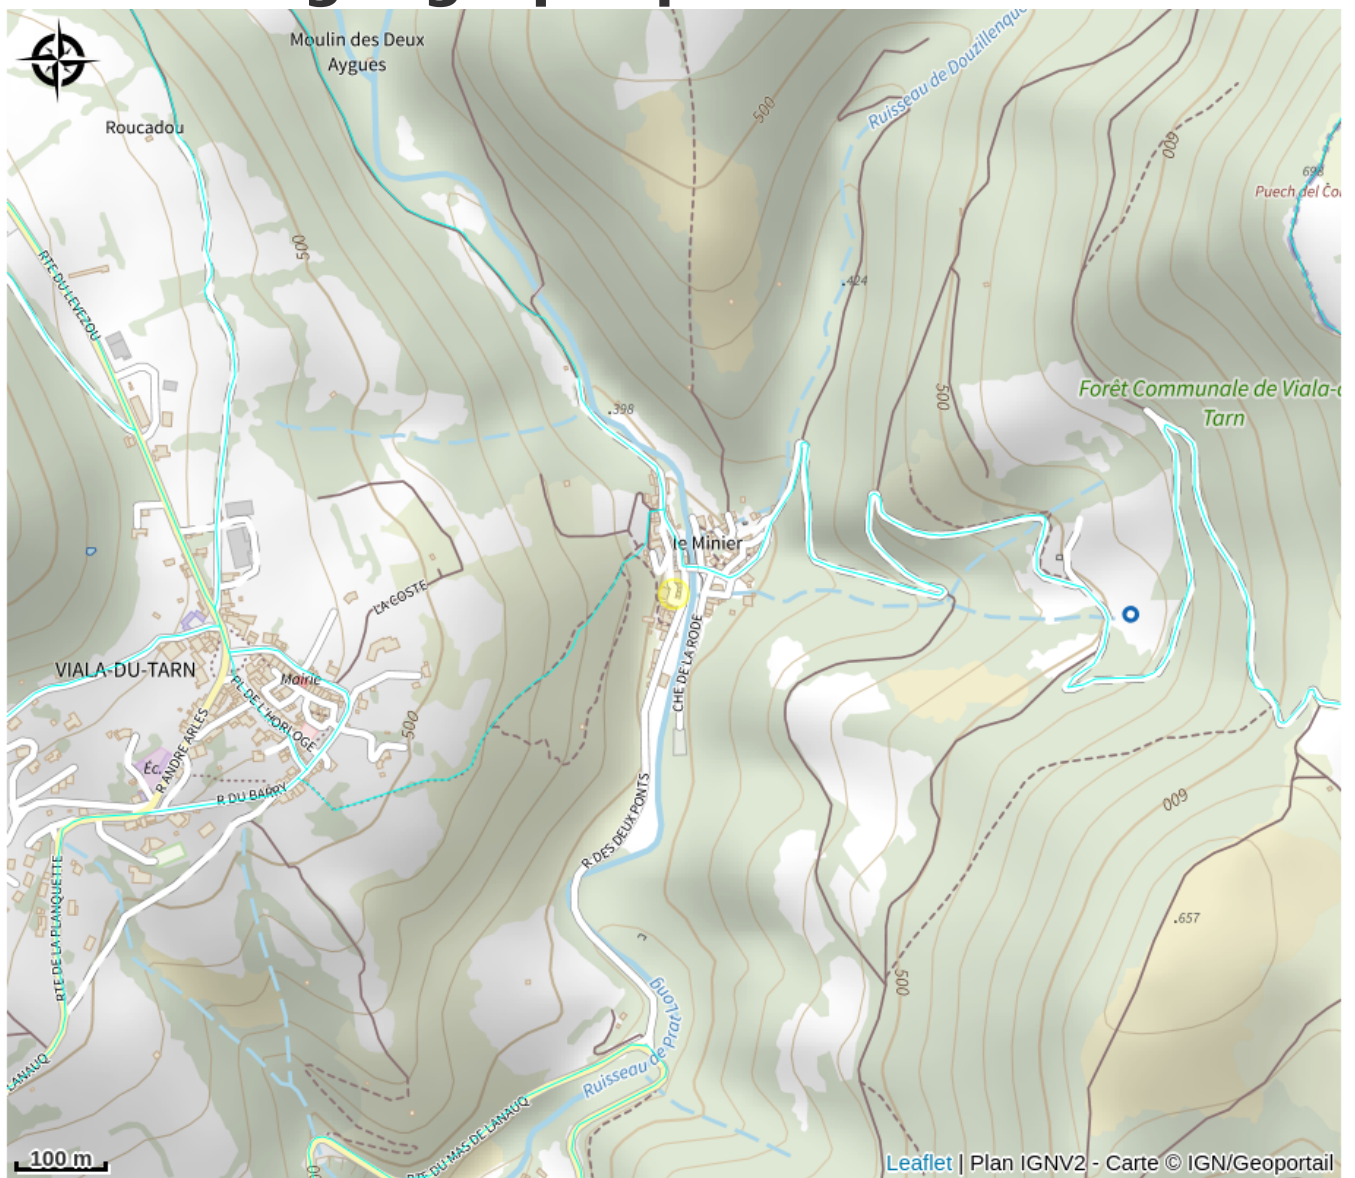 Moulin des Deux
Aygues
Roucadou
Ruisseau de Douzillenque
500
600
698
Puech del Co
RTE DU LEVEZOU
500
.424
.398
500
Forêt Communale de Viala-d
Tarn
le Minier
LA COSTE
VIALA-DU-TARN
Mairie
PL DE L'HORLOGE
R ANDRE ARLES
500
CHE DE LA RODE
Éc.
R DU BARRY
R DES DEUX PONTS
600
RTE DE LA PLANQUETTE
.657
500
Ruisseau de Prat Long
LANAUQ
RTE DU MAS DE LANAUQ
100 m
Leaflet | Plan IGNV2 - Carte © IGN/Geoportail